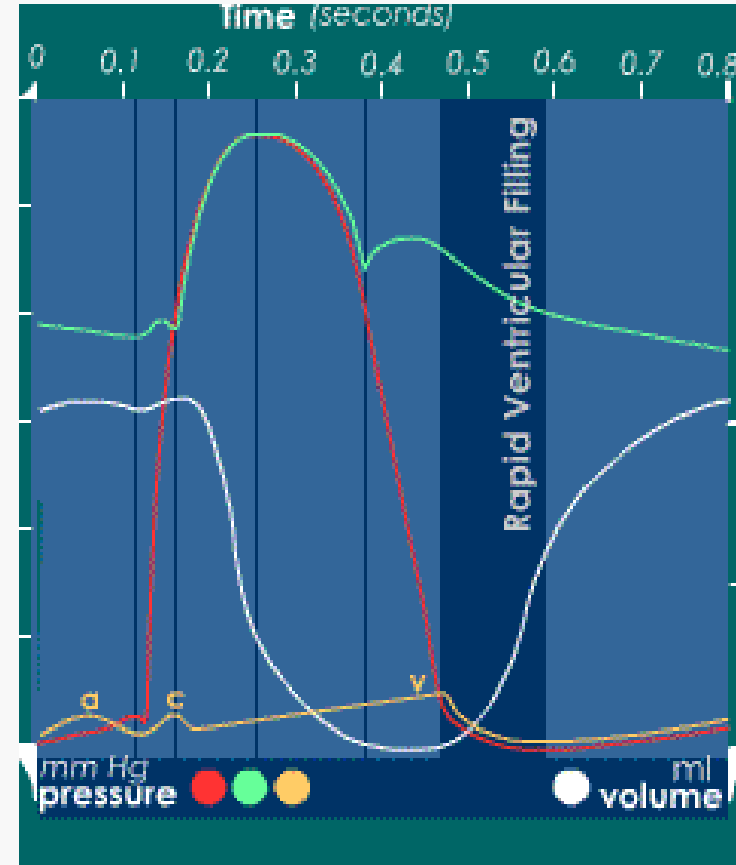 Time (seconds)
0 0.1 0.2 0.3 0.4 0.5 0.6 0.7 0.8
Rapid Ventricular Filling
a c v
mm Hg ml
pressure volume